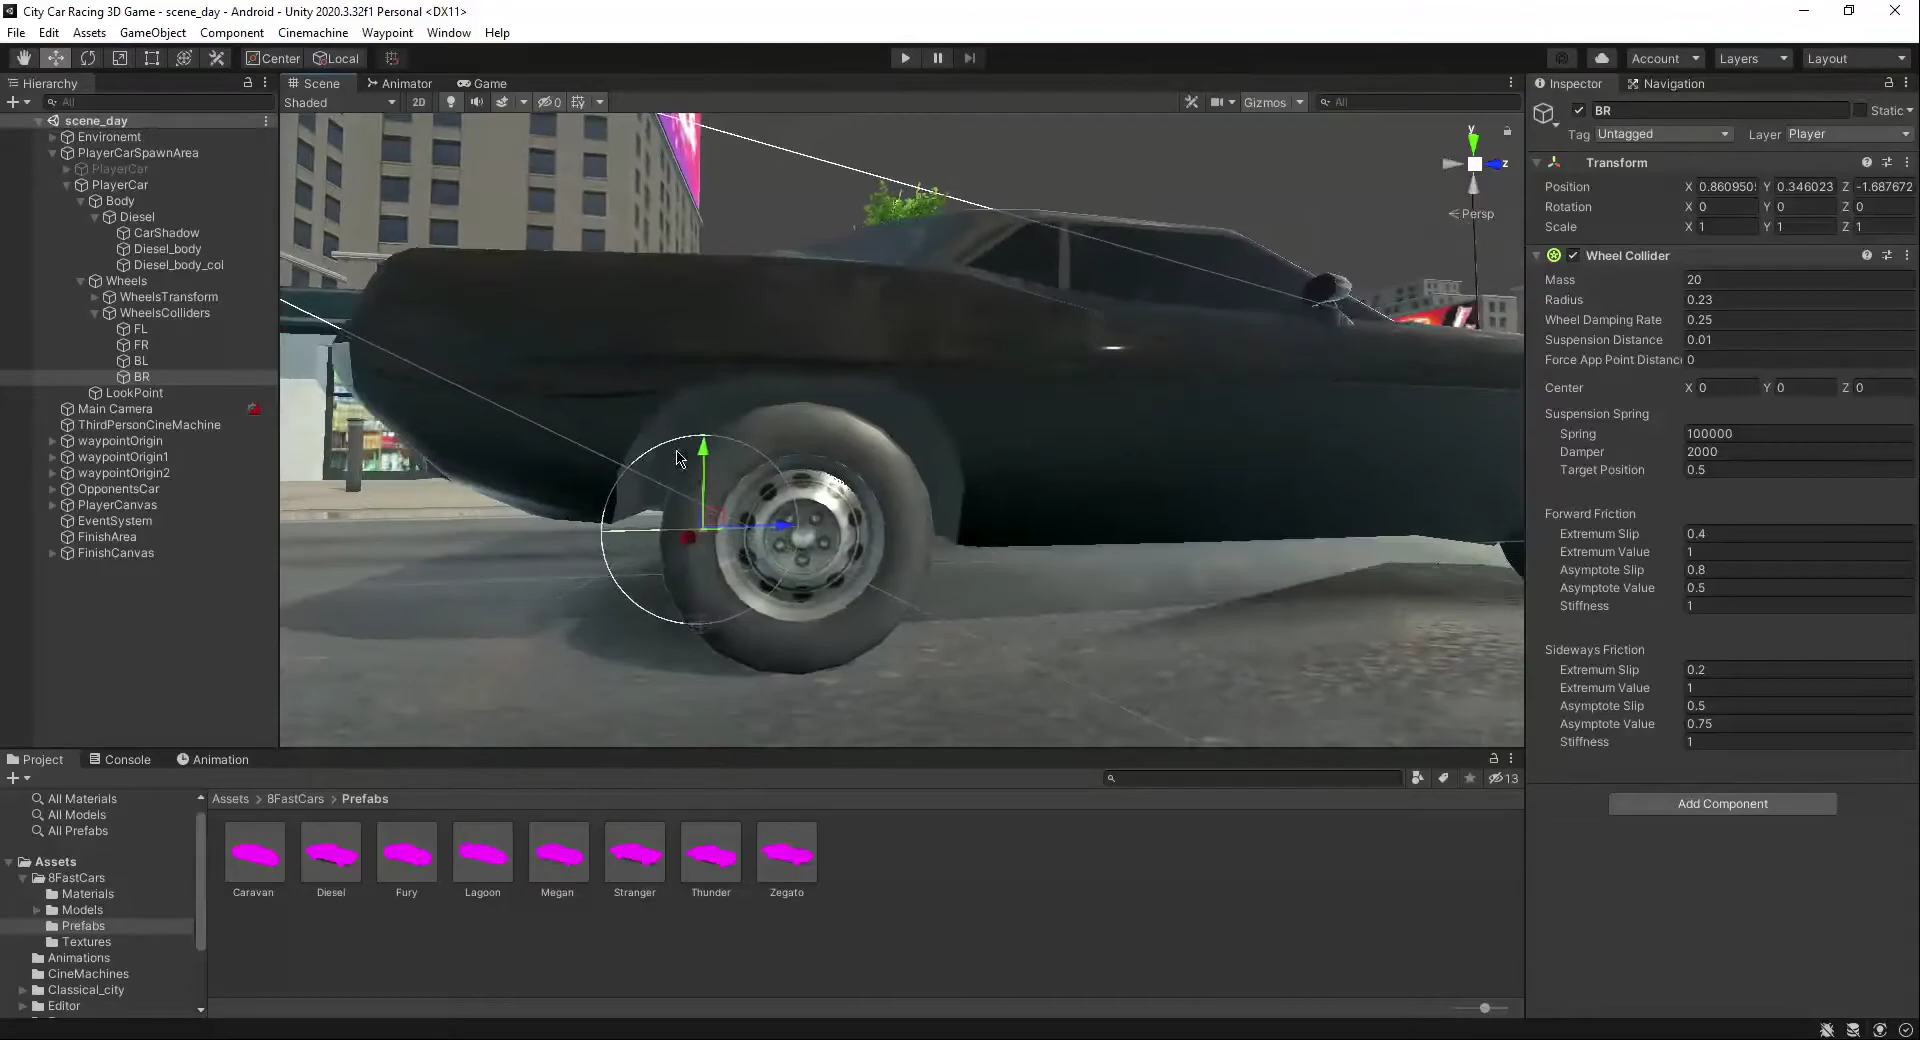 City Car Racing 3D Game - scene_day - Android - Unity 2020.3.32f1 Personal <DX11>
File Edit Assets GameObject Component Cinemachine Waypoint Window Help
Center Local Account Layers Layout
Hierarchy
All
scene_day
Environemt
PlayerCarSpawnArea
PlayerCar
PlayerCar
Body
Diesel
CarShadow
Diesel_body
Diesel_body_col
Wheels
WheelsTransform
WheelsColliders
FL
FR
BL
BR
LookPoint
Main Camera
ThirdPersonCineMachine
waypointOrigin
waypointOrigin1
waypointOrigin2
OpponentsCar
PlayerCanvas
EventSystem
FinishArea
FinishCanvas
Scene Animator Game
Shaded 2D 0 Gizmos All
y
z
Persp
Inspector Navigation
BR Static
Tag Untagged Layer Player
Transform
Position X 0.860950 Y 0.346023 Z -1.687672
Rotation X 0 Y 0 Z 0
Scale X 1 Y 1 Z 1
Wheel Collider
Mass 20
Radius 0.23
Wheel Damping Rate 0.25
Suspension Distance 0.01
Force App Point Distanc 0
Center X 0 Y 0 Z 0
Suspension Spring
Spring 100000
Damper 2000
Target Position 0.5
Forward Friction
Extremum Slip 0.4
Extremum Value 1
Asymptote Slip 0.8
Asymptote Value 0.5
Stiffness 1
Sideways Friction
Extremum Slip 0.2
Extremum Value 1
Asymptote Slip 0.5
Asymptote Value 0.75
Stiffness 1
Add Component
Project Console Animation
13
All Materials
All Models
All Prefabs
Assets
8FastCars
Materials
Models
Prefabs
Textures
Animations
CineMachines
Classical_city
Editor
Assets > 8FastCars > Prefabs
Caravan Diesel Fury Lagoon Megan Stranger Thunder Zegato